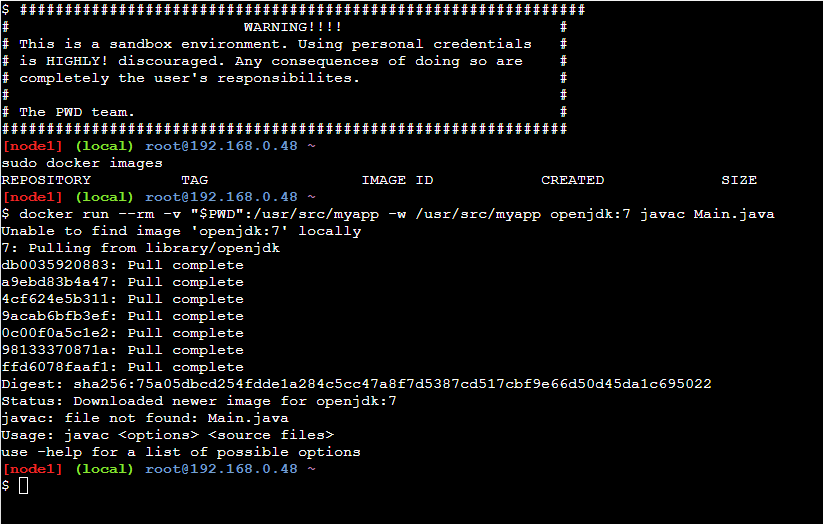 $ ###############################################################
#                          WARNING!!!!                        #
# This is a sandbox environment. Using personal credentials   #
# is HIGHLY! discouraged. Any consequences of doing so are    #
# completely the user's responsibilites.                      #
#                                                             #
# The PWD team.                                               #
###############################################################
[node1] (local) root@192.168.0.48 ~
sudo docker images
REPOSITORY          TAG                 IMAGE ID            CREATED             SIZE
[node1] (local) root@192.168.0.48 ~
$ docker run --rm -v "$PWD":/usr/src/myapp -w /usr/src/myapp openjdk:7 javac Main.java
Unable to find image 'openjdk:7' locally
7: Pulling from library/openjdk
db0035920883: Pull complete
a9ebd83b4a47: Pull complete
4cf624e5b311: Pull complete
9acab6bfb3ef: Pull complete
0c00f0a5c1e2: Pull complete
98133370871a: Pull complete
ffd6078faaf1: Pull complete
Digest: sha256:75a05dbcd254fdde1a284c5cc47a8f7d5387cd517cbf9e66d50d45da1c695022
Status: Downloaded newer image for openjdk:7
javac: file not found: Main.java
Usage: javac <options> <source files>
use -help for a list of possible options
[node1] (local) root@192.168.0.48 ~
$